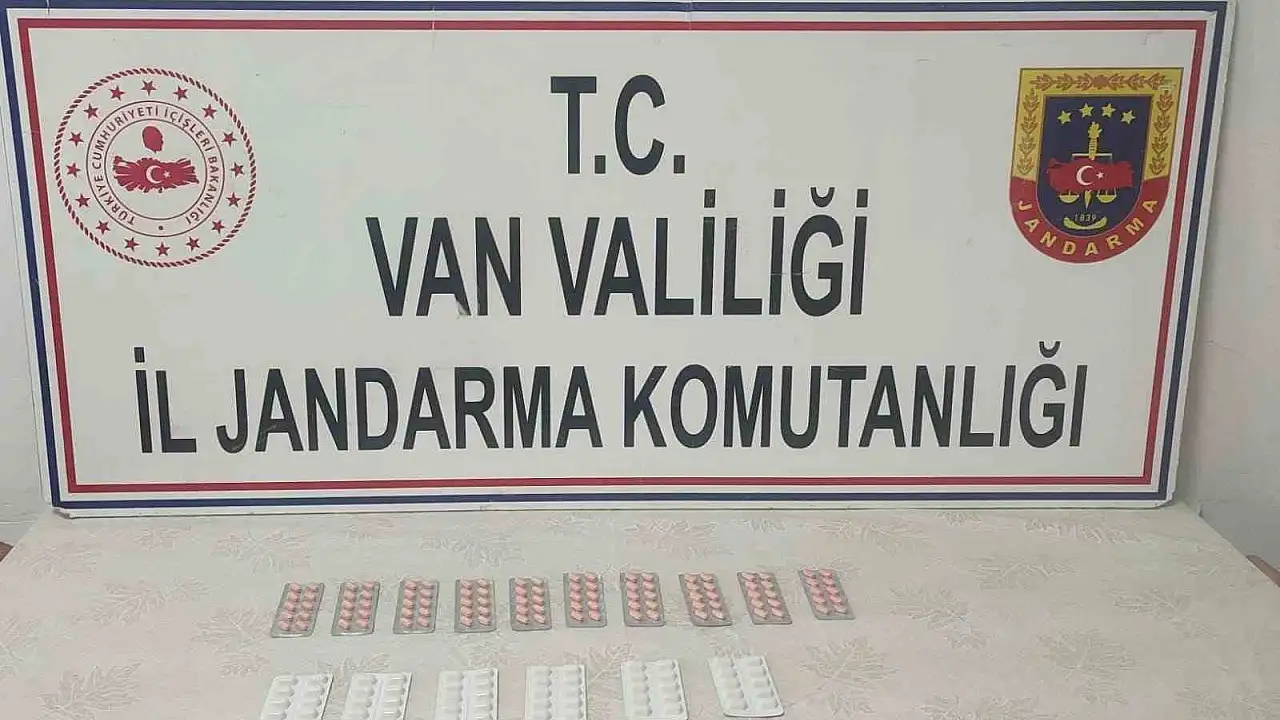 T.C.
VAN VALİLİĞİ
İL JANDARMA KOMUTANLIĞI
TÜRKİYE CUMHURİYETİ İÇİŞLERİ BAKANLIĞI
1839
JANDARMA